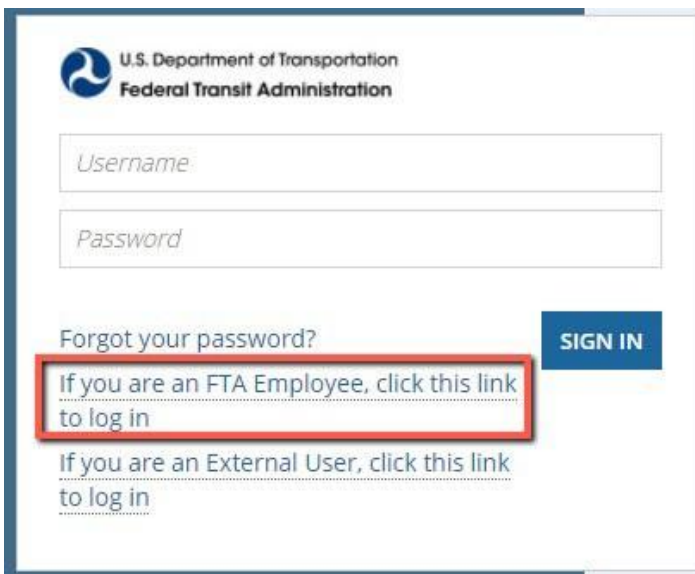 U.S. Department of Transportation
Federal Transit Administration
Username
Password
Forgot your password?
SIGN IN
If you are an FTA Employee, click this link
to log in
If you are an External User, click this link
to log in